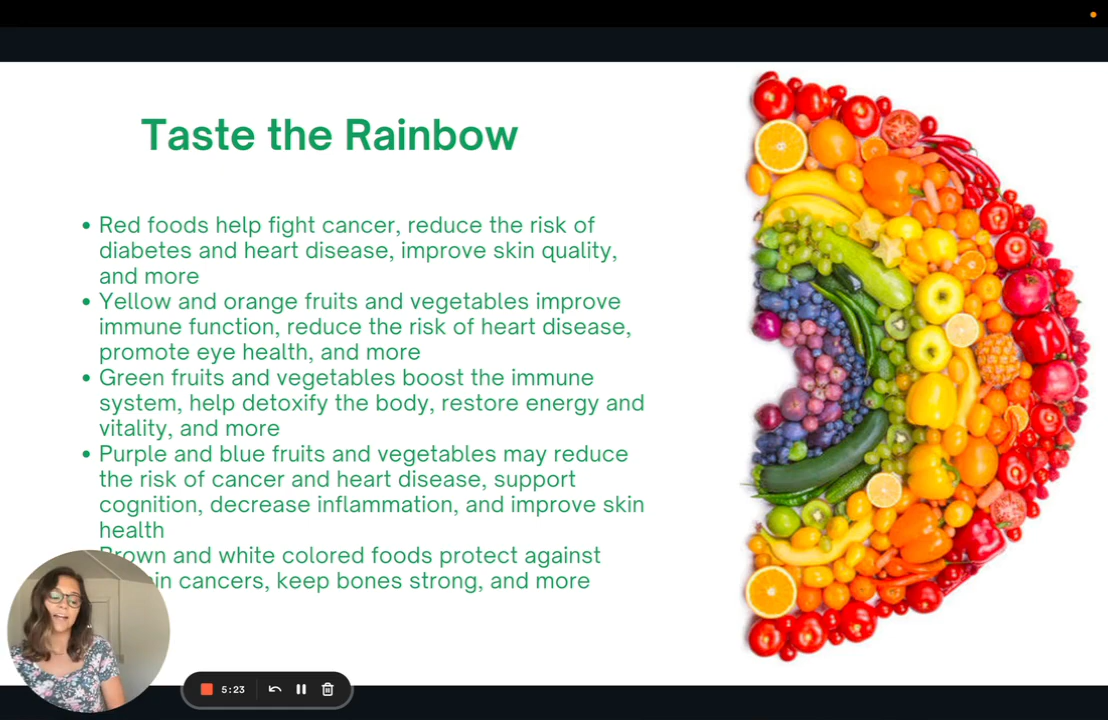 Taste the Rainbow
• Red foods help fight cancer, reduce the risk of
diabetes and heart disease, improve skin quality,
and more
• Yellow and orange fruits and vegetables improve
immune function, reduce the risk of heart disease,
promote eye health, and more
• Green fruits and vegetables boost the immune
system, help detoxify the body, restore energy and
vitality, and more
• Purple and blue fruits and vegetables may reduce
the risk of cancer and heart disease, support
cognition, decrease inflammation, and improve skin
health
Brown and white colored foods protect against
cancers, keep bones strong, and more
5:23